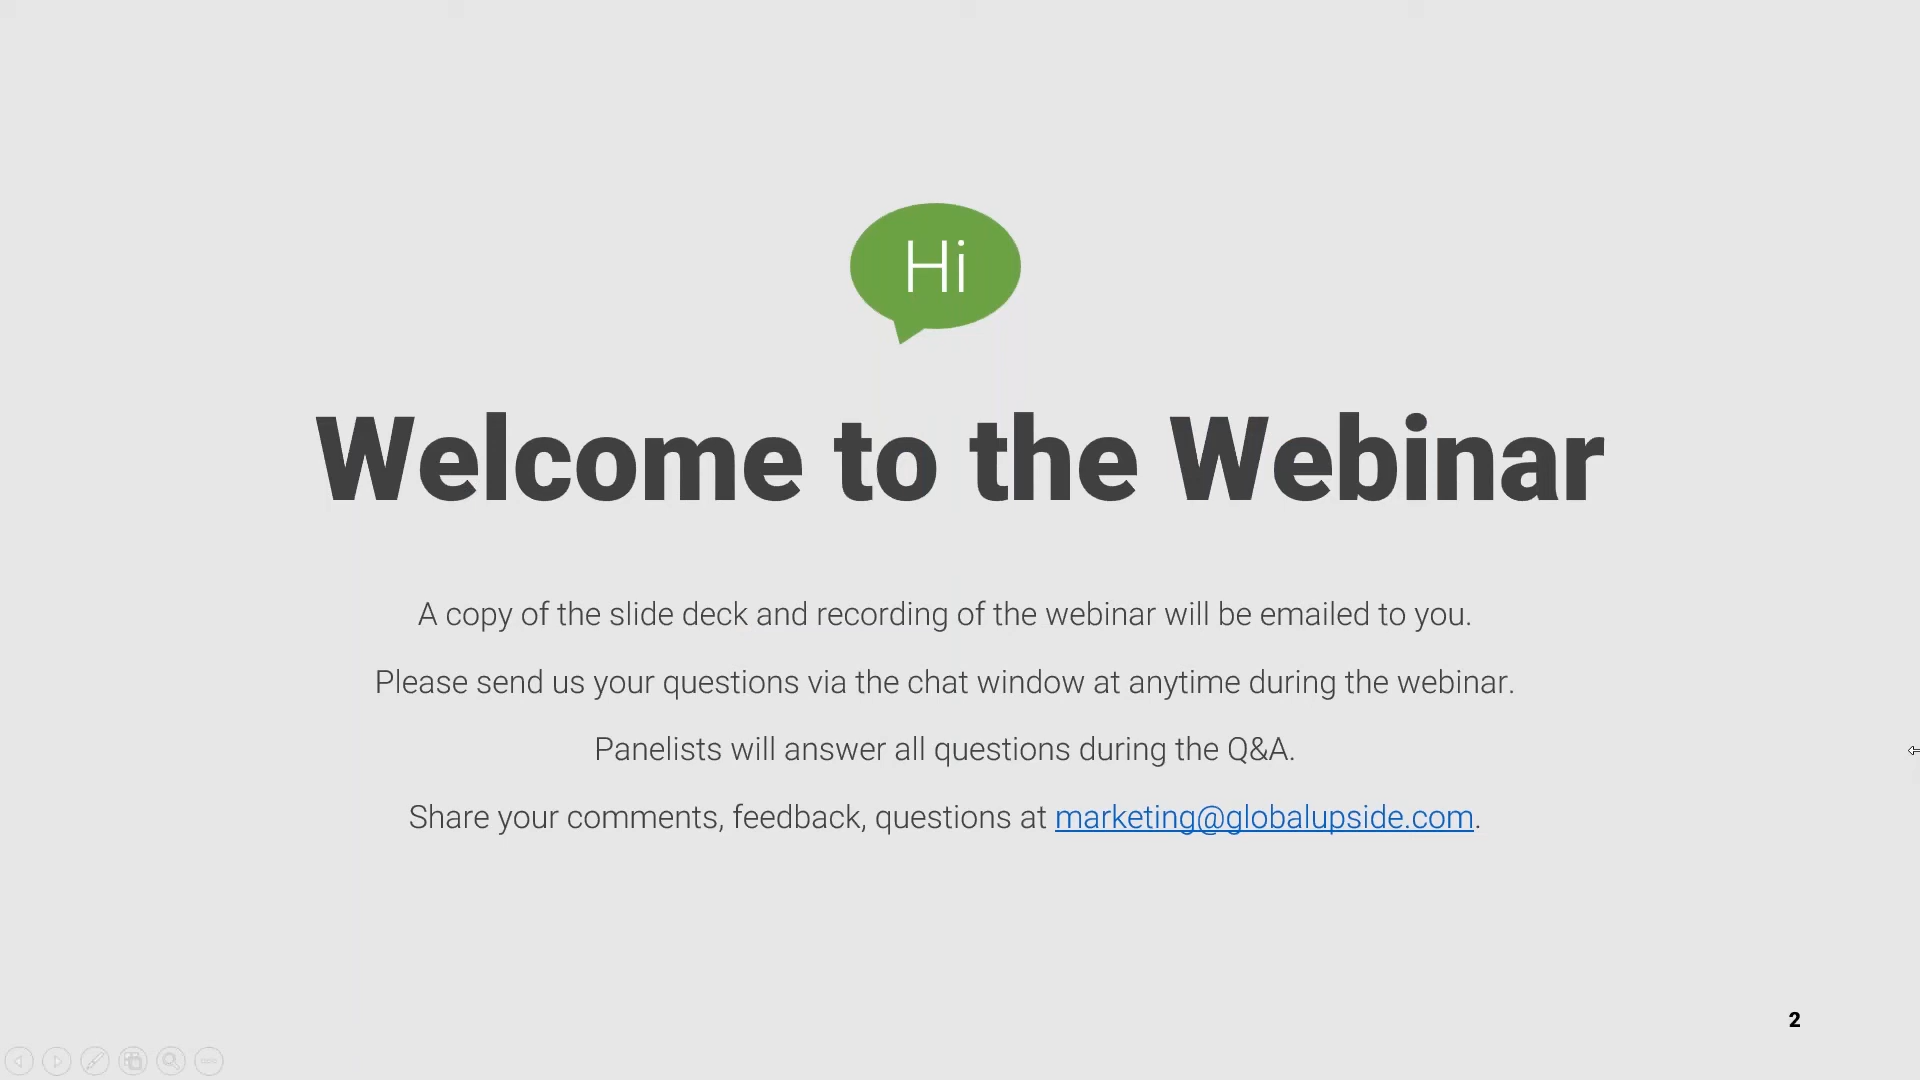 Hi
Welcome to the Webinar
A copy of the slide deck and recording of the webinar will be emailed to you.
Please send us your questions via the chat window at anytime during the webinar.
Panelists will answer all questions during the Q&A.
Share your comments, feedback, questions at marketing@globalupside.com.
2